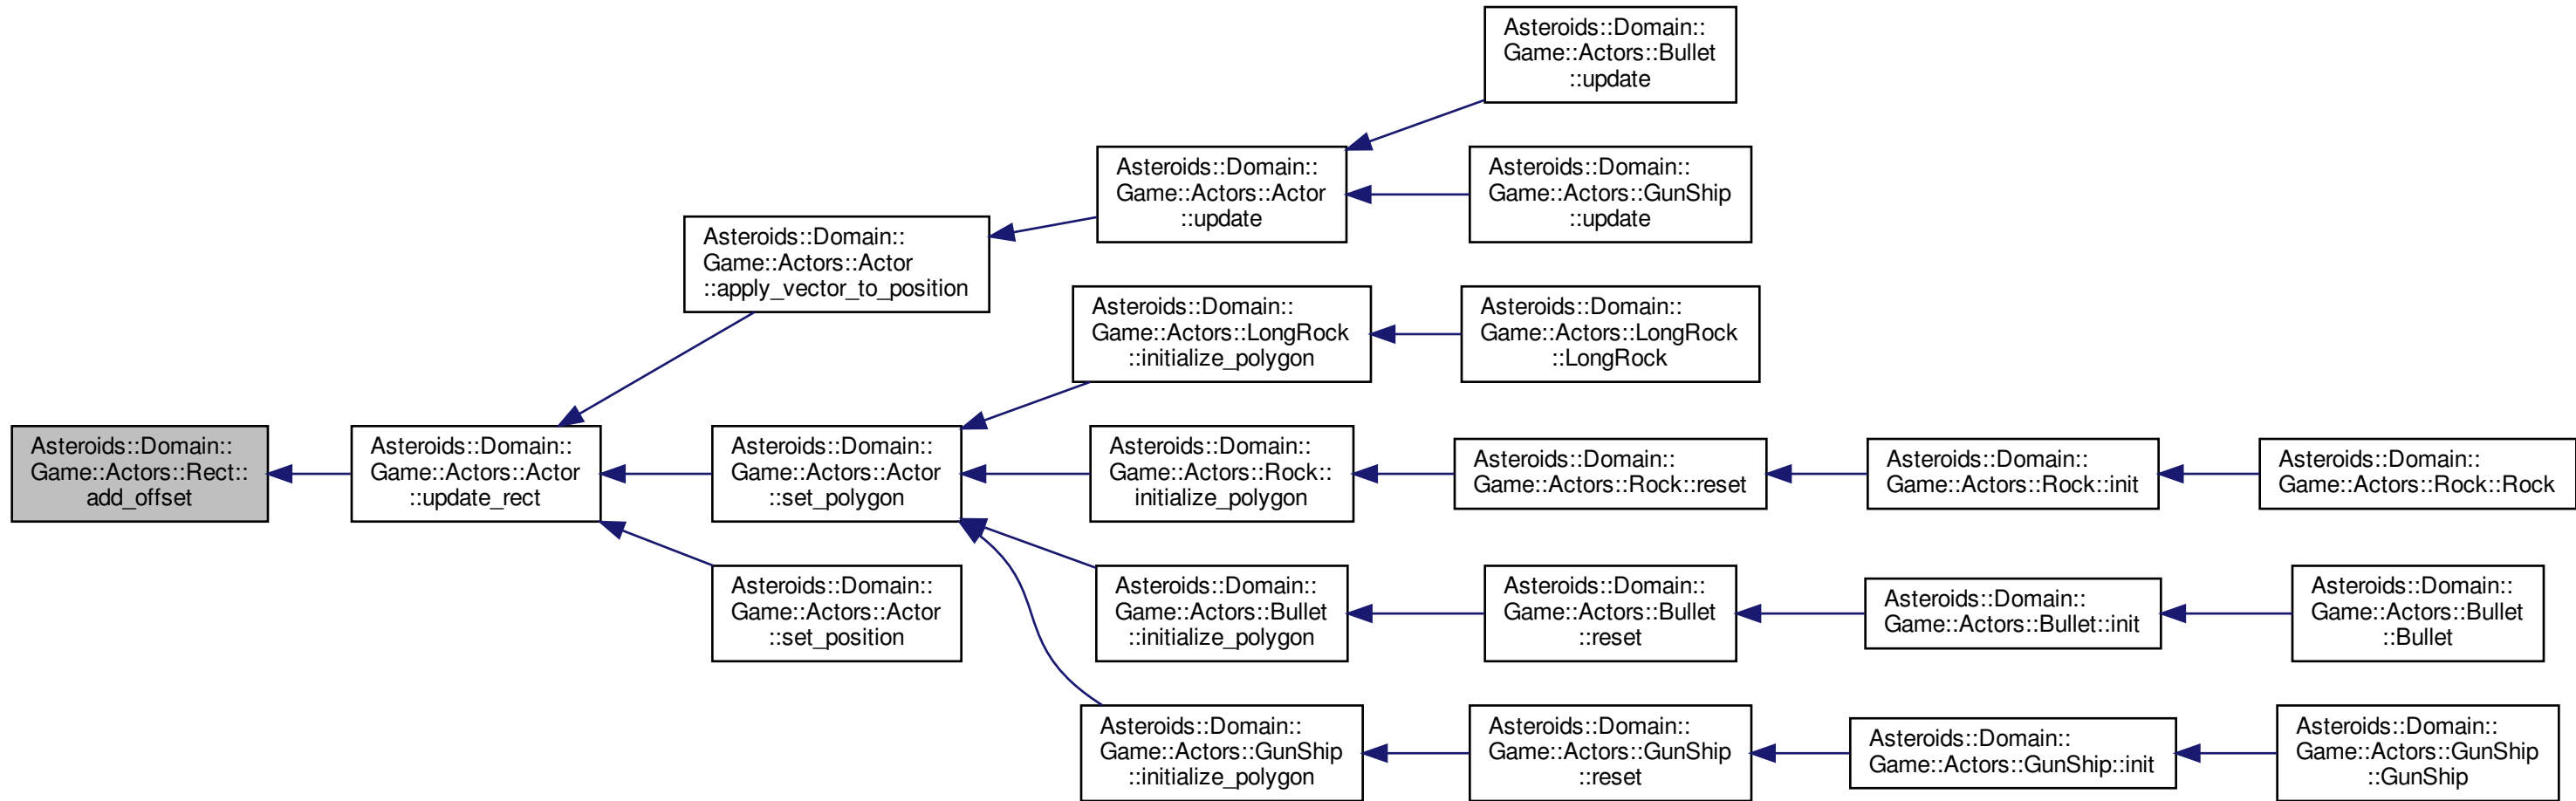 Asteroids::Domain::
Game::Actors::Bullet
::update
Asteroids::Domain::
Game::Actors::Actor
::update
Asteroids::Domain::
Game::Actors::GunShip
::update
Asteroids::Domain::
Game::Actors::Actor
::apply_vector_to_position
Asteroids::Domain::
Game::Actors::LongRock
::initialize_polygon
Asteroids::Domain::
Game::Actors::LongRock
::LongRock
Asteroids::Domain::
Game::Actors::Rect::
add_offset
Asteroids::Domain::
Game::Actors::Actor
::update_rect
Asteroids::Domain::
Game::Actors::Actor
::set_polygon
Asteroids::Domain::
Game::Actors::Rock::
initialize_polygon
Asteroids::Domain::
Game::Actors::Rock::reset
Asteroids::Domain::
Game::Actors::Rock::init
Asteroids::Domain::
Game::Actors::Rock::Rock
Asteroids::Domain::
Game::Actors::Actor
::set_position
Asteroids::Domain::
Game::Actors::Bullet
::initialize_polygon
Asteroids::Domain::
Game::Actors::Bullet
::reset
Asteroids::Domain::
Game::Actors::Bullet::init
Asteroids::Domain::
Game::Actors::Bullet
::Bullet
Asteroids::Domain::
Game::Actors::GunShip
::initialize_polygon
Asteroids::Domain::
Game::Actors::GunShip
::reset
Asteroids::Domain::
Game::Actors::GunShip::init
Asteroids::Domain::
Game::Actors::GunShip
::GunShip